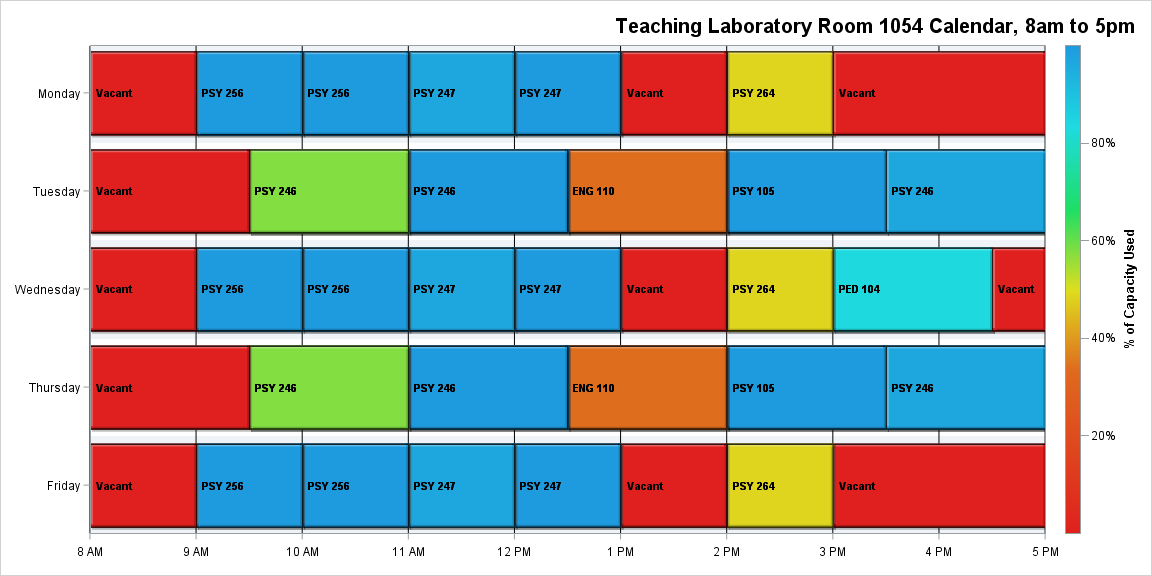 Teaching Laboratory Room 1054 Calendar, 8am to 5pm
Monday
Vacant
PSY 256
PSY 256
PSY 247
PSY 247
Vacant
PSY 264
Vacant
Tuesday
Vacant
PSY 246
PSY 246
ENG 110
PSY 105
PSY 246
Wednesday
Vacant
PSY 256
PSY 256
PSY 247
PSY 247
Vacant
PSY 264
PED 104
Vacant
Thursday
Vacant
PSY 246
PSY 246
ENG 110
PSY 105
PSY 246
Friday
Vacant
PSY 256
PSY 256
PSY 247
PSY 247
Vacant
PSY 264
Vacant
8 AM
9 AM
10 AM
11 AM
12 PM
1 PM
2 PM
3 PM
4 PM
5 PM
80%
60%
40%
20%
% of Capacity Used